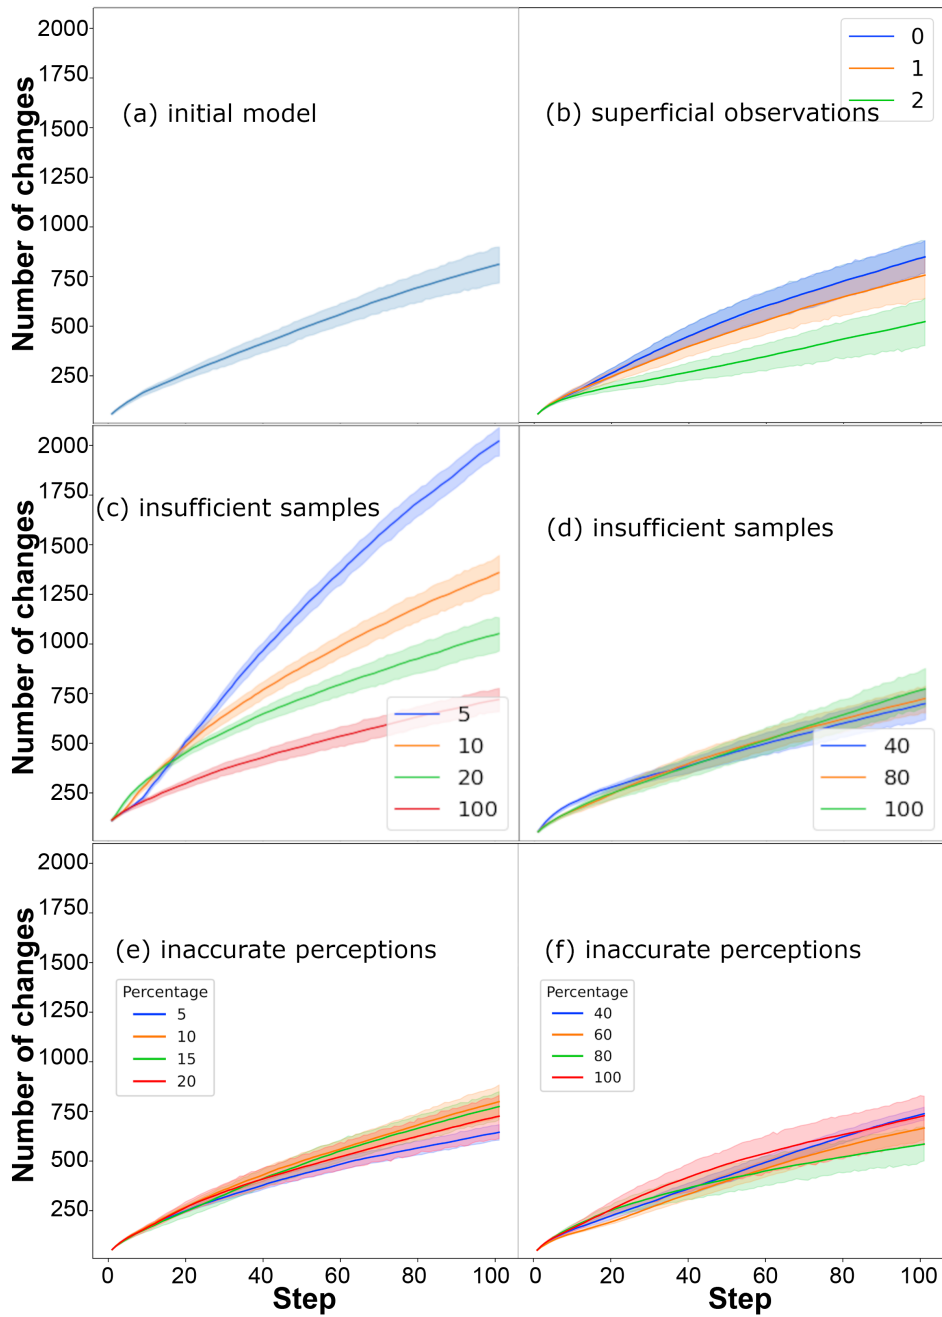 Number of changes
2000
1750
1500
1250
1000
750
500
250
(a) initial model
(b) superficial observations
0
1
2
Number of changes
2000
1750
1500
1250
1000
750
500
250
(c) insufficient samples
5
10
20
100
(d) insufficient samples
40
80
100
Number of changes
2000
1750
1500
1250
1000
750
500
250
(e) inaccurate perceptions
Percentage
5
10
15
20
(f) inaccurate perceptions
Percentage
40
60
80
100
0 20 40 60 80 100
0 20 40 60 80 100
Step
Step